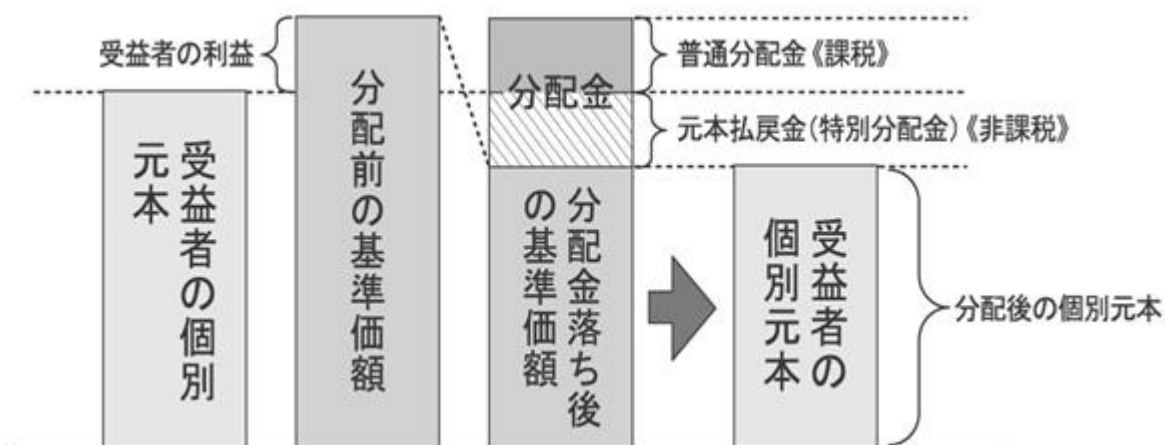 受益者の利益
受益者の個別
元本
分配前の基準価額
分配金
分配金落ち後
の基準価額
普通分配金《課税》
元本払戻金(特別分配金)《非課税》
受益者の
個別元本
分配後の個別元本